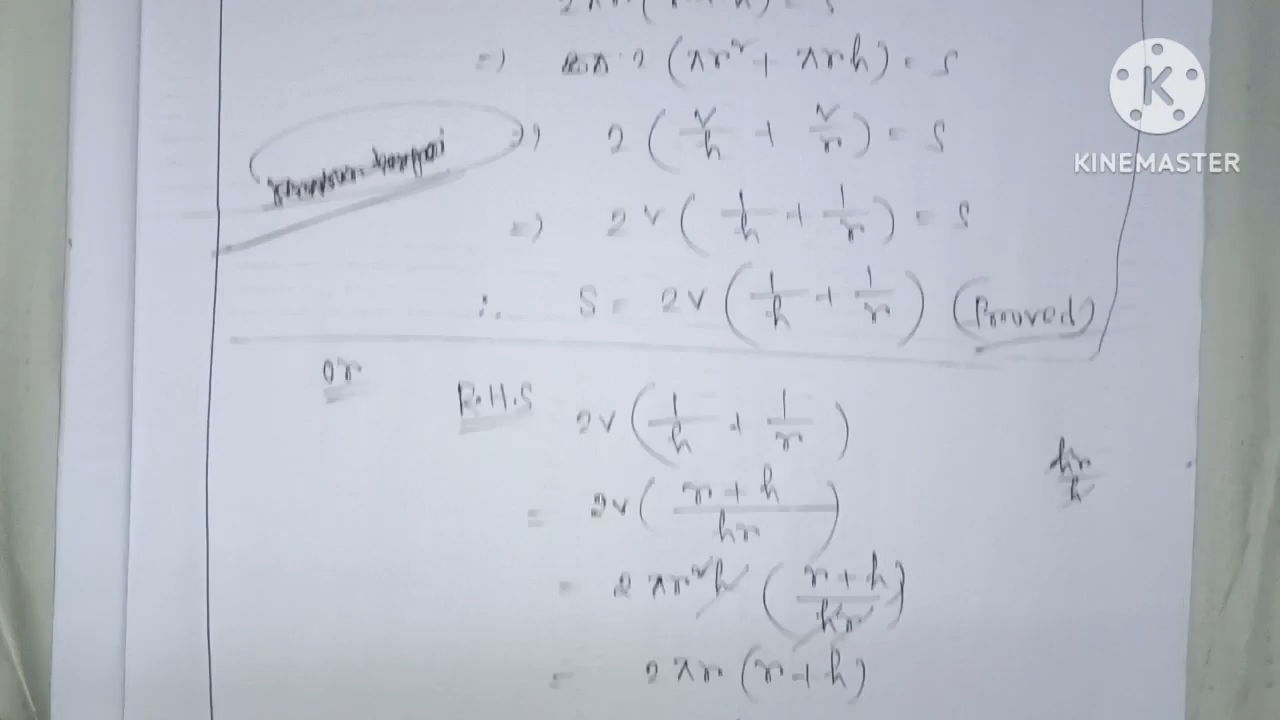 =) 2 (πr² + πrh) = S
=) 2 (v/h + v/r) = S
=) 2v (1/h + 1/r) = S
∴ S = 2v (1/h + 1/r) (Proved)
or
R.H.S 2v (1/h + 1/r)
= 2v (r + h / hr)
= 2πr²h (r + h / hr)
= 2πr (r + h)
hr/h
KINEMASTER